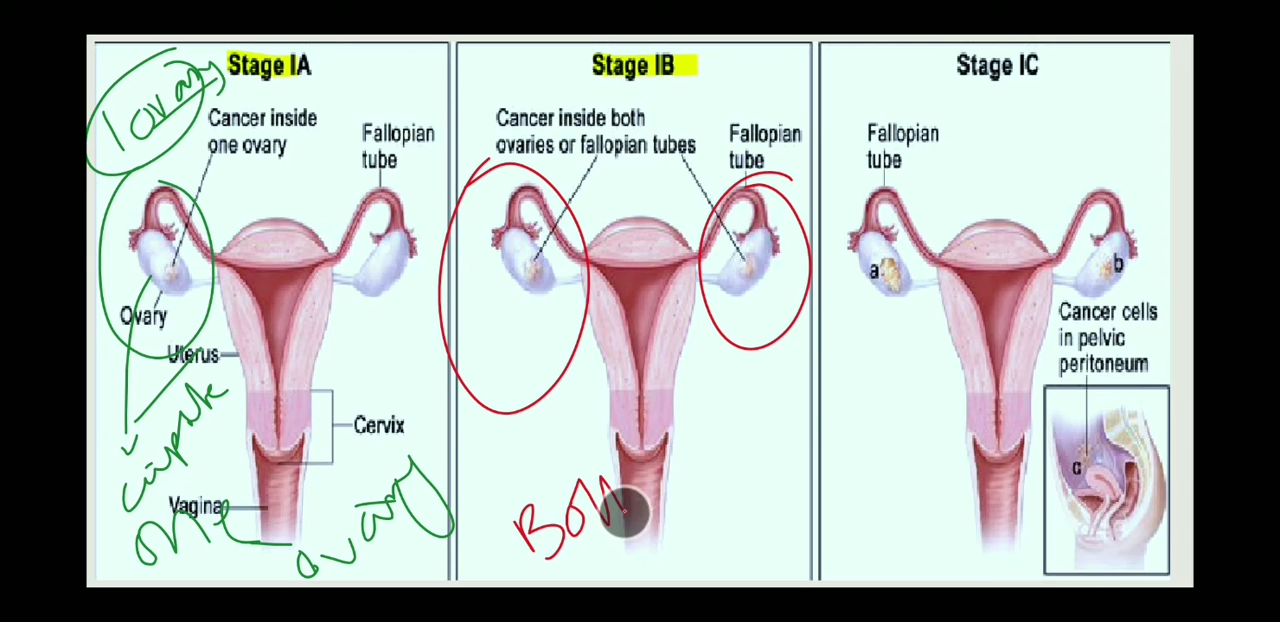 Stage IA
1 ovary
Cancer inside
one ovary
Fallopian
tube
Ovary
Uterus
Cervix
Vagina
one ovary
Stage IB
Cancer inside both
ovaries or fallopian tubes
Fallopian
tube
Stage IC
Fallopian
tube
a
b
Cancer cells
in pelvic
peritoneum
c